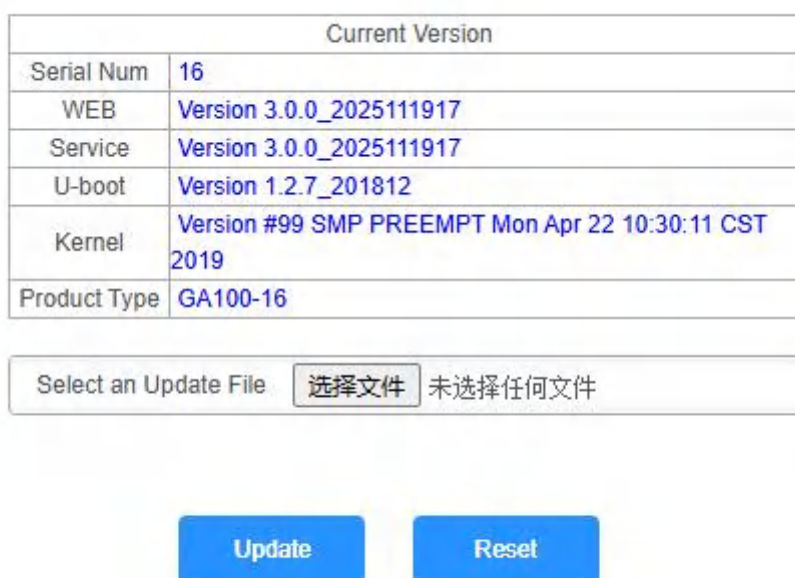 Current Version
Serial Num 16
WEB Version 3.0.0_2025111917
Service Version 3.0.0_2025111917
U-boot Version 1.2.7_201812
Kernel Version #99 SMP PREEMPT Mon Apr 22 10:30:11 CST
2019
Product Type GA100-16
Select an Update File 选择文件 未选择任何文件
Update Reset